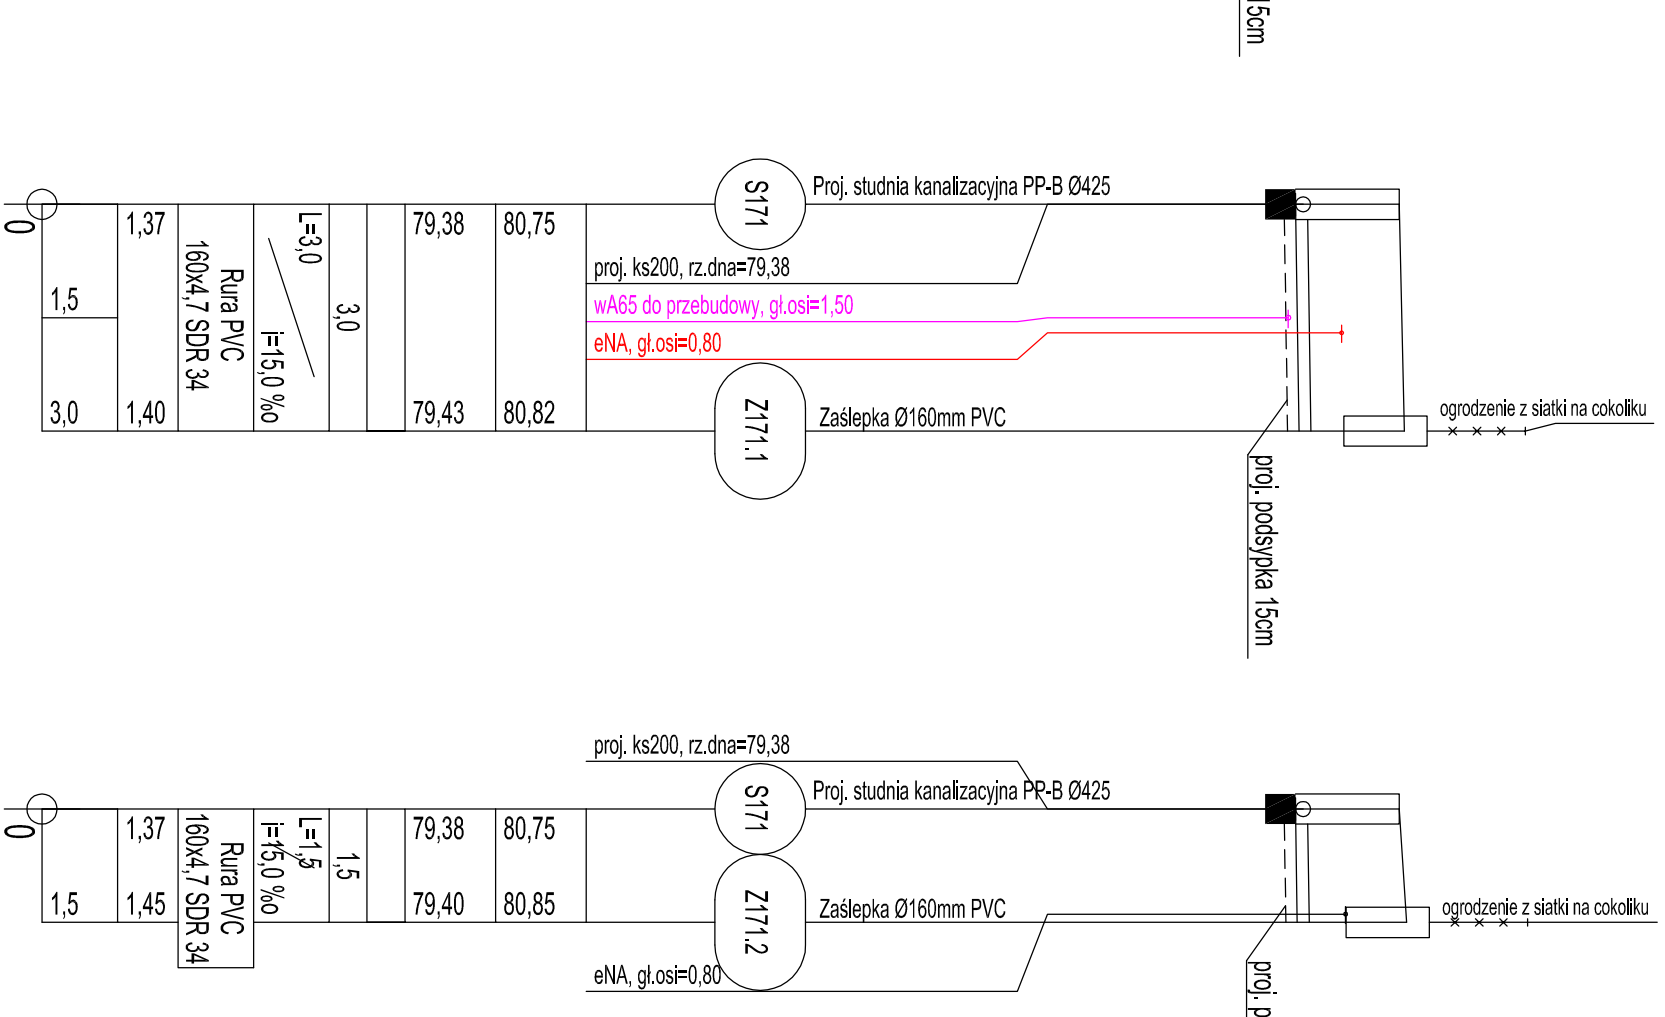 15cm
S171
Proj. studnia kanalizacyjna PP-B Ø425
0
1,37
L=3,0
79,38
80,75
proj. ks200, rz.dna=79,38
wA65 do przebudowy, gł.osi=1,50
eNA, gł.osi=0,80
1,5
Rura PVC
160x4,7 SDR 34
i=15,0 %o
3,0
3,0
1,40
79,43
80,82
Z171.1
Zaślepka Ø160mm PVC
ogrodzenie z siatki na cokoliku
proj. podsypka 15cm
proj. ks200, rz.dna=79,38
S171
Proj. studnia kanalizacyjna PP-B Ø425
0
1,37
L=1,5
79,38
80,75
Rura PVC
160x4,7 SDR 34
i=15,0 %o
1,5
1,5
1,45
79,40
80,85
Z171.2
Zaślepka Ø160mm PVC
ogrodzenie z siatki na cokoliku
eNA, gł.osi=0,80
proj. p